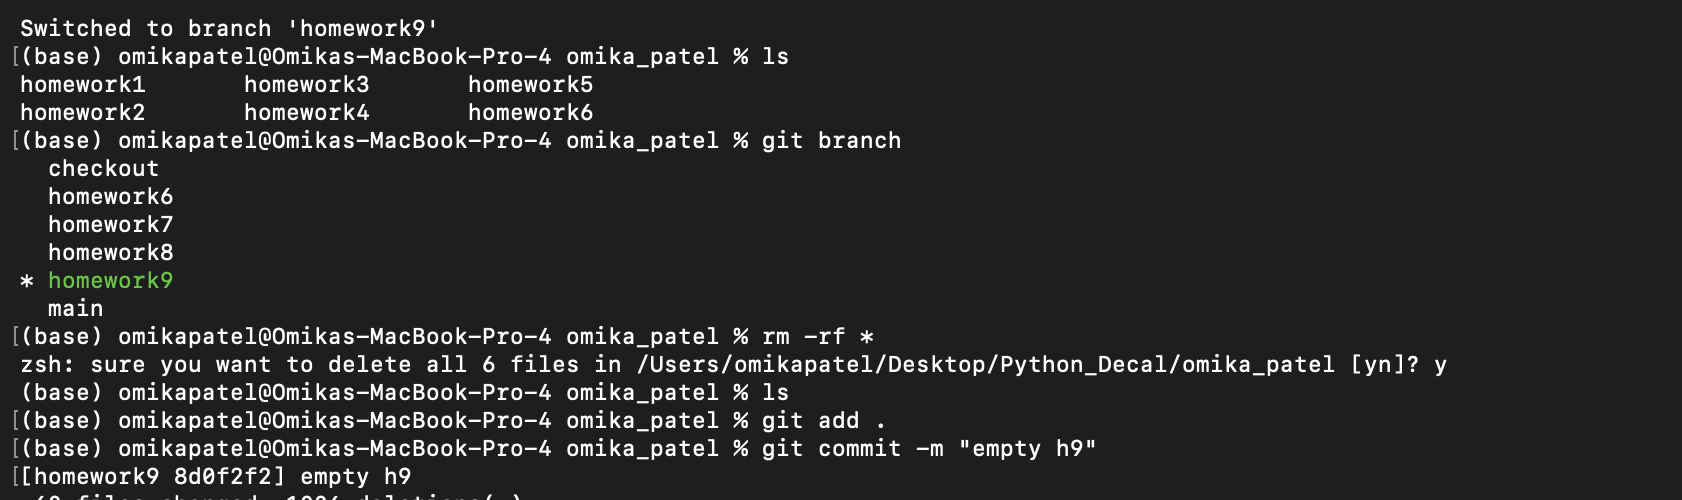 Switched to branch 'homework9'
[(base) omikapatel@Omikas-MacBook-Pro-4 omika_patel % ls
homework1 homework3 homework5
homework2 homework4 homework6
[(base) omikapatel@Omikas-MacBook-Pro-4 omika_patel % git branch
checkout
homework6
homework7
homework8
* homework9
main
[(base) omikapatel@Omikas-MacBook-Pro-4 omika_patel % rm -rf *
zsh: sure you want to delete all 6 files in /Users/omikapatel/Desktop/Python_Decal/omika_patel [yn]? y
(base) omikapatel@Omikas-MacBook-Pro-4 omika_patel % ls
[(base) omikapatel@Omikas-MacBook-Pro-4 omika_patel % git add .
[(base) omikapatel@Omikas-MacBook-Pro-4 omika_patel % git commit -m "empty h9"
[[homework9 8d0f2f2] empty h9
files changed, deletions(-)